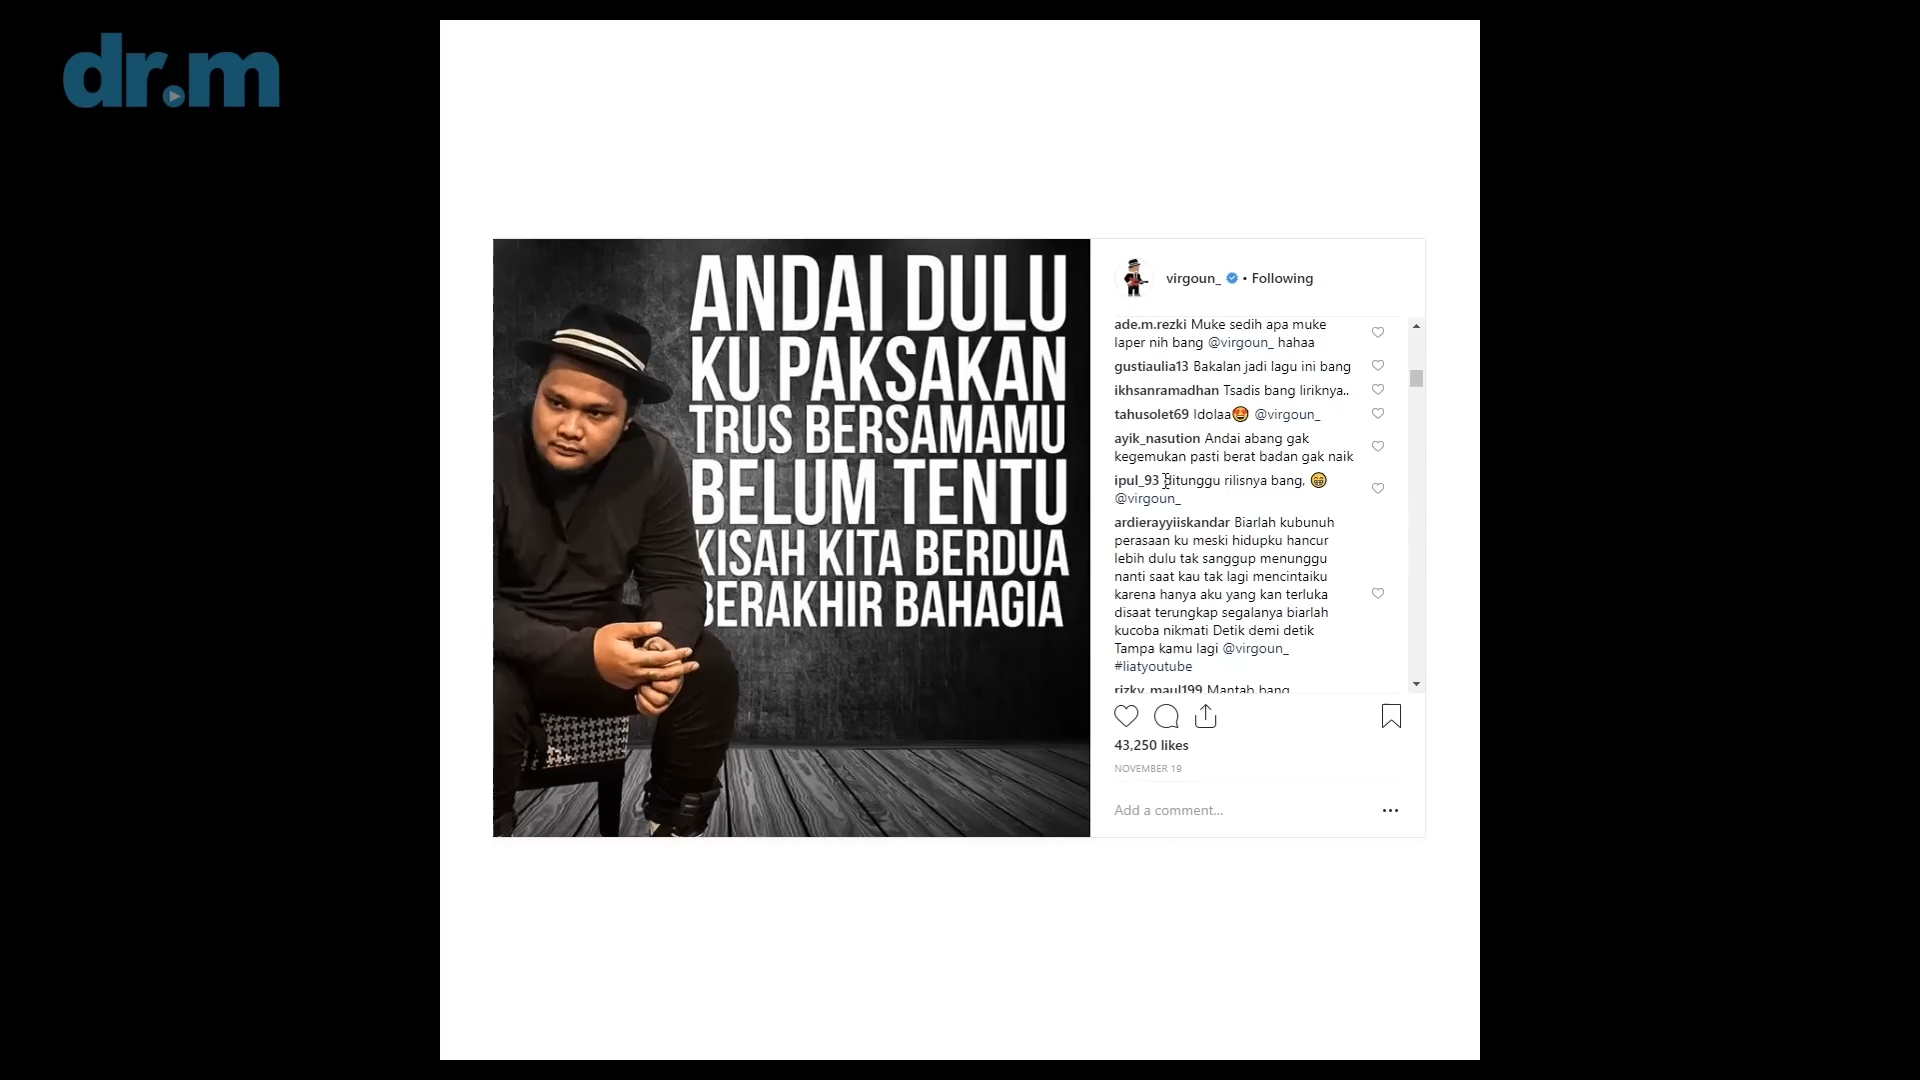 dr.m
ANDAI DULU
KU PAKSAKAN
TRUS BERSAMAMU
BELUM TENTU
KISAH KITA BERDUA
BERAKHIR BAHAGIA
virgoun_ • Following
ade.m.rezki Muke sedih apa muke
laper nih bang @virgoun_ hahaa
gustiaulia13 Bakalan jadi lagu ini bang
ikhsanramadhan Tsadis bang liriknya..
tahusolet69 Idolaa🤩 @virgoun_
ayik_nasution Andai abang gak
kegemukan pasti berat badan gak naik
ipul_93 ditunggu rilisnya bang, 😁
@virgoun_
ardierayyiiskandar Biarlah kubunuh
perasaan ku meski hidupku hancur
lebih dulu tak sanggup menunggu
nanti saat kau tak lagi mencintaiku
karena hanya aku yang kan terluka
disaat terungkap segalanya biarlah
kucoba nikmati Detik demi detik
Tampa kamu lagi @virgoun_
#liatyoutube
rizky_maul199 Mantab bang
43,250 likes
NOVEMBER 19
Add a comment...